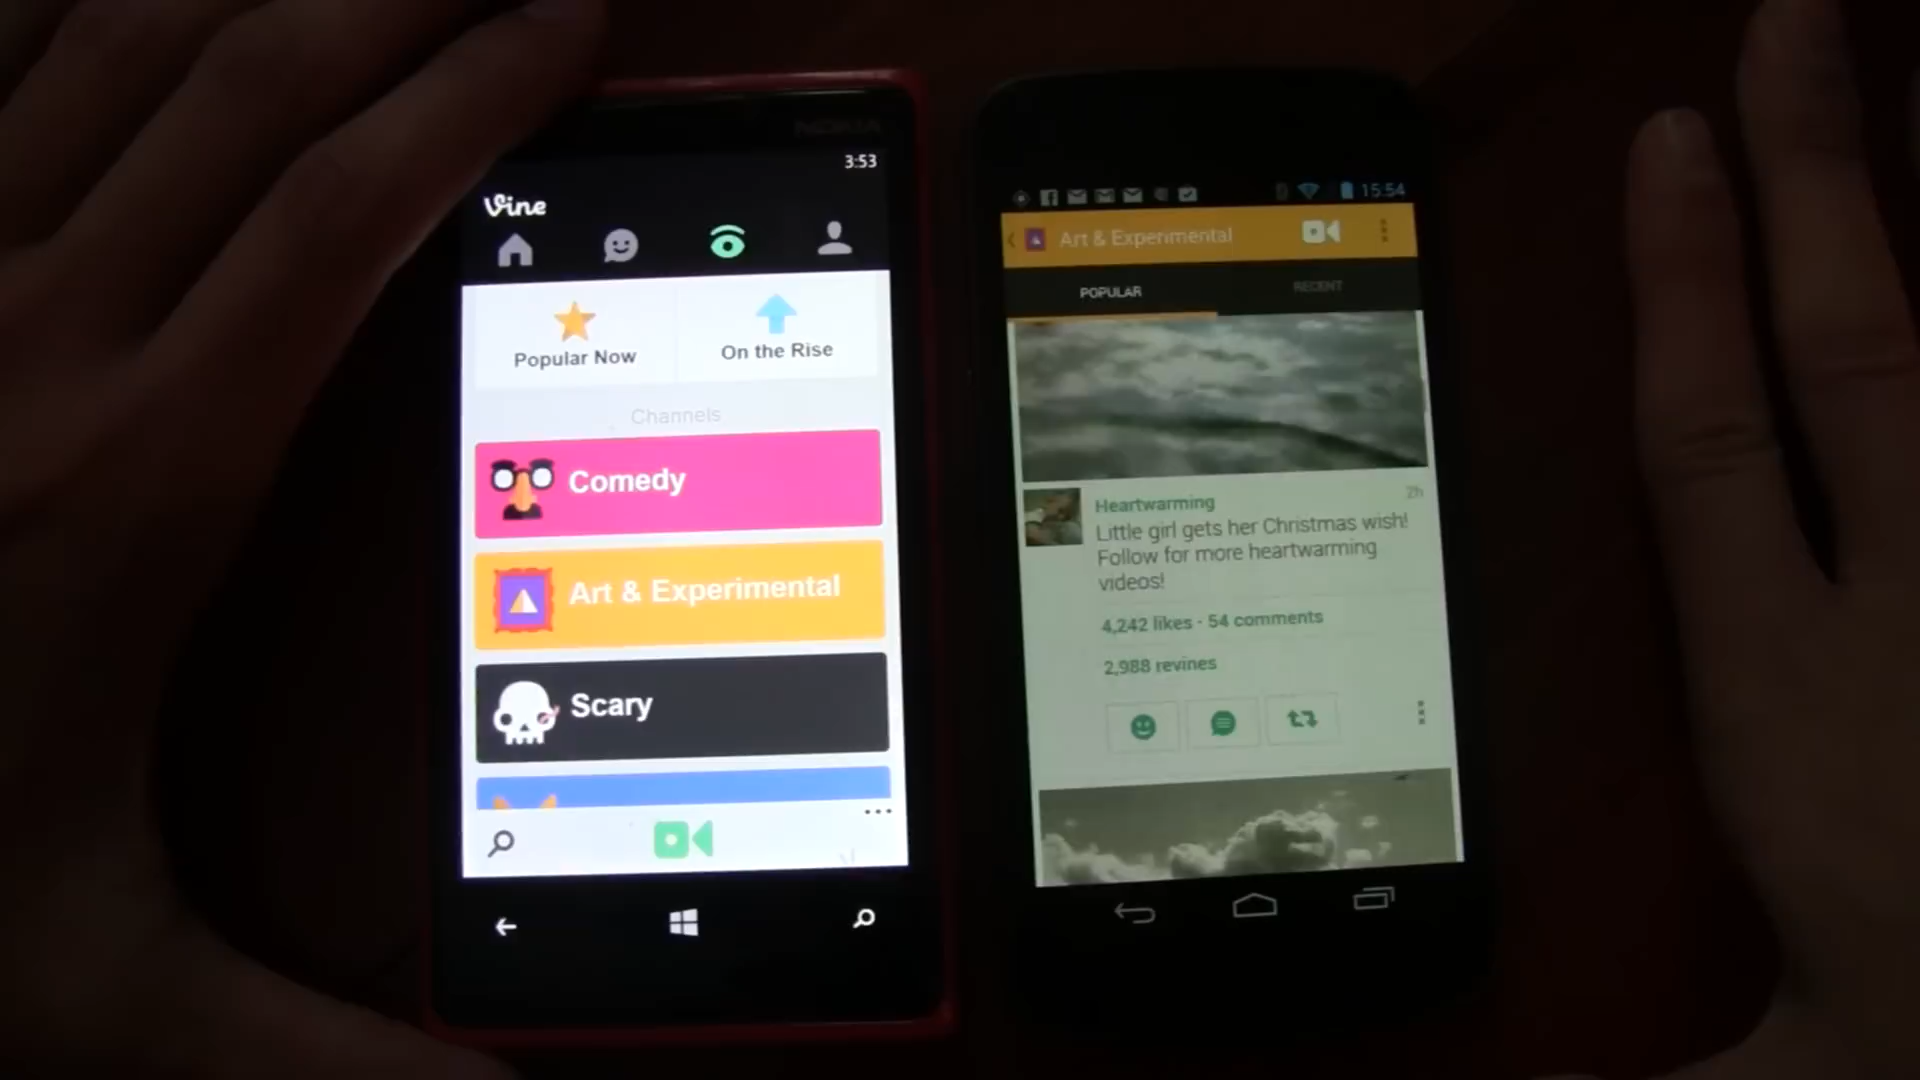 NOKIA
3:53
Vine
Popular Now
On the Rise
Channels
Comedy
Art & Experimental
Scary
15:54
Art & Experimental
POPULAR
RECENT
Heartwarming
2h
Little girl gets her Christmas wish!
Follow for more heartwarming
videos!
4,242 likes · 54 comments
2,988 revines